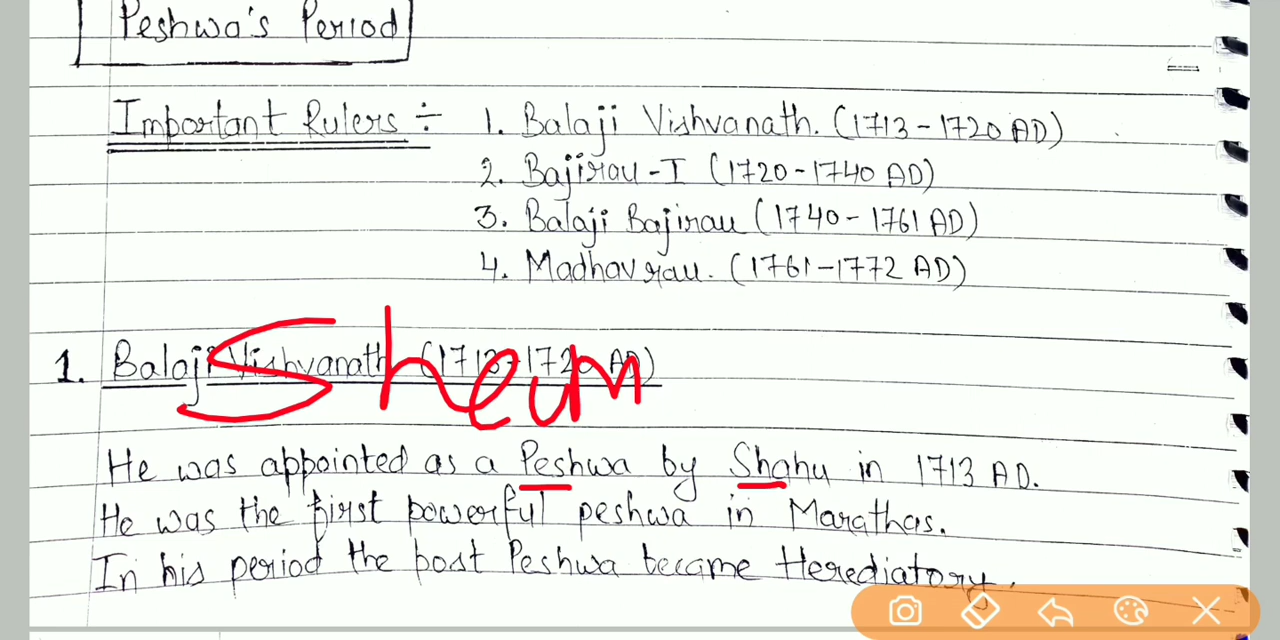 Peshwa's Period
Important Rulers ÷ 1. Balaji Vishvanath. (1713 - 1720 AD)
2. Bajirau - I (1720 - 1740 AD)
3. Balaji Bajirau (1740 - 1761 AD)
4. Madhavrau. (1761 - 1772 AD)
1. Balaji Vishvanath (1713 - 1720 AD)
He was appointed as a Peshwa by Shahu in 1713 AD.
He was the first powerful peshwa in Marathas.
In his period the post Peshwa became Herediatory.